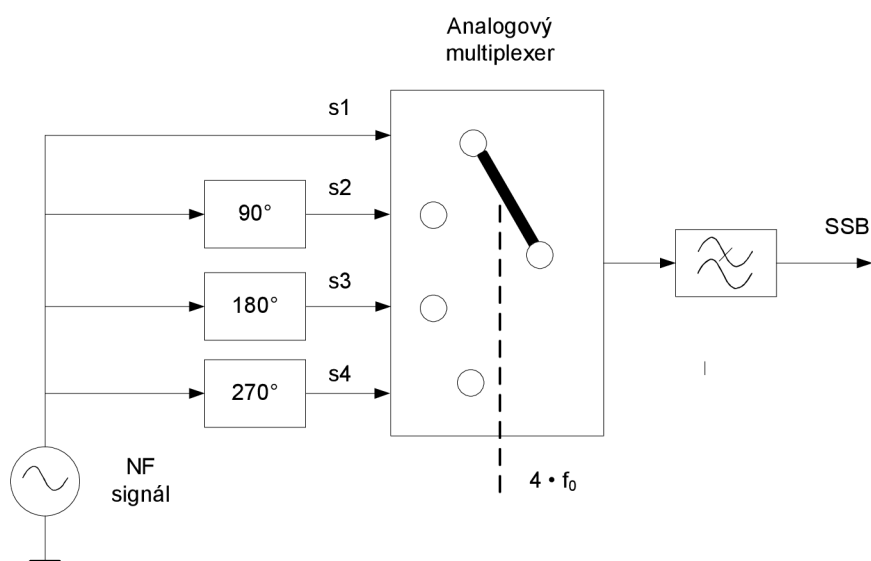 Analogový
multiplexer
s1
s2
90°
SSB
s3
180°
s4
270°
NF
signál
4 • f₀